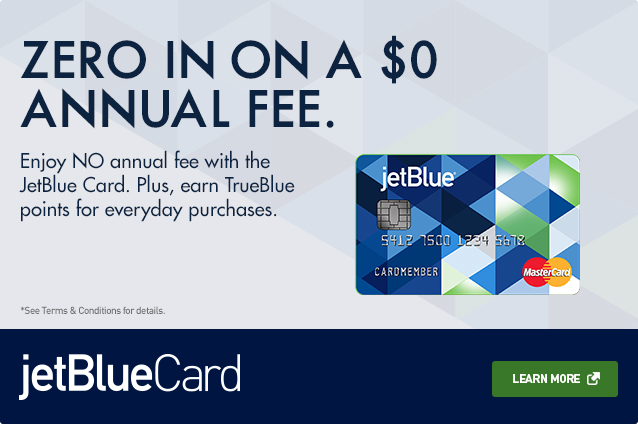 ZERO IN ON A $0
ANNUAL FEE.
Enjoy NO annual fee with the
JetBlue Card. Plus, earn TrueBlue
points for everyday purchases.
jetBlue®
5412 7500 1234 5678
CARDMEMBER
MasterCard
*See Terms & Conditions for details.
jetBlueCard
LEARN MORE